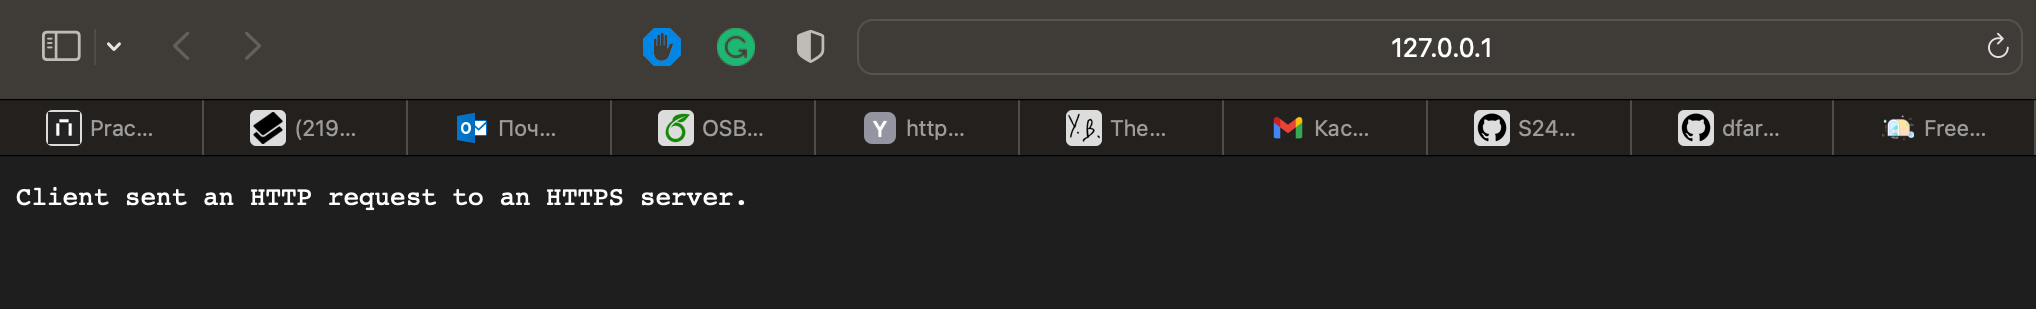 127.0.0.1
Prac...
(219...
Поч...
OSB...
Y http...
Y.B. The...
Kac...
S24...
dfar...
Free...
Client sent an HTTP request to an HTTPS server.